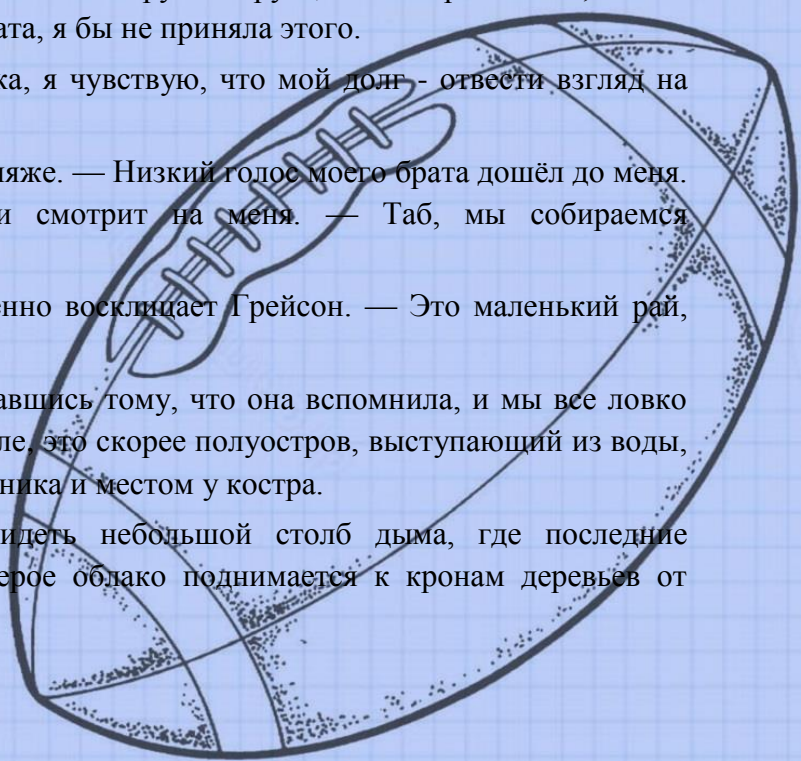 ата, я бы не приняла этого.
ка, я чувствую, что мой долг - отвести взгляд на
ляже. — Низкий голос моего брата дошёл до меня.
и смотрит на меня. — Таб, мы собираемся
енно восклицает Грейсон. — Это маленький рай,
авшись тому, что она вспомнила, и мы все ловко
ле, это скорее полуостров, выступающий из воды,
ника и местом у костра.
идеть небольшой столб дыма, где последние
ерое облако поднимается к кронам деревьев от